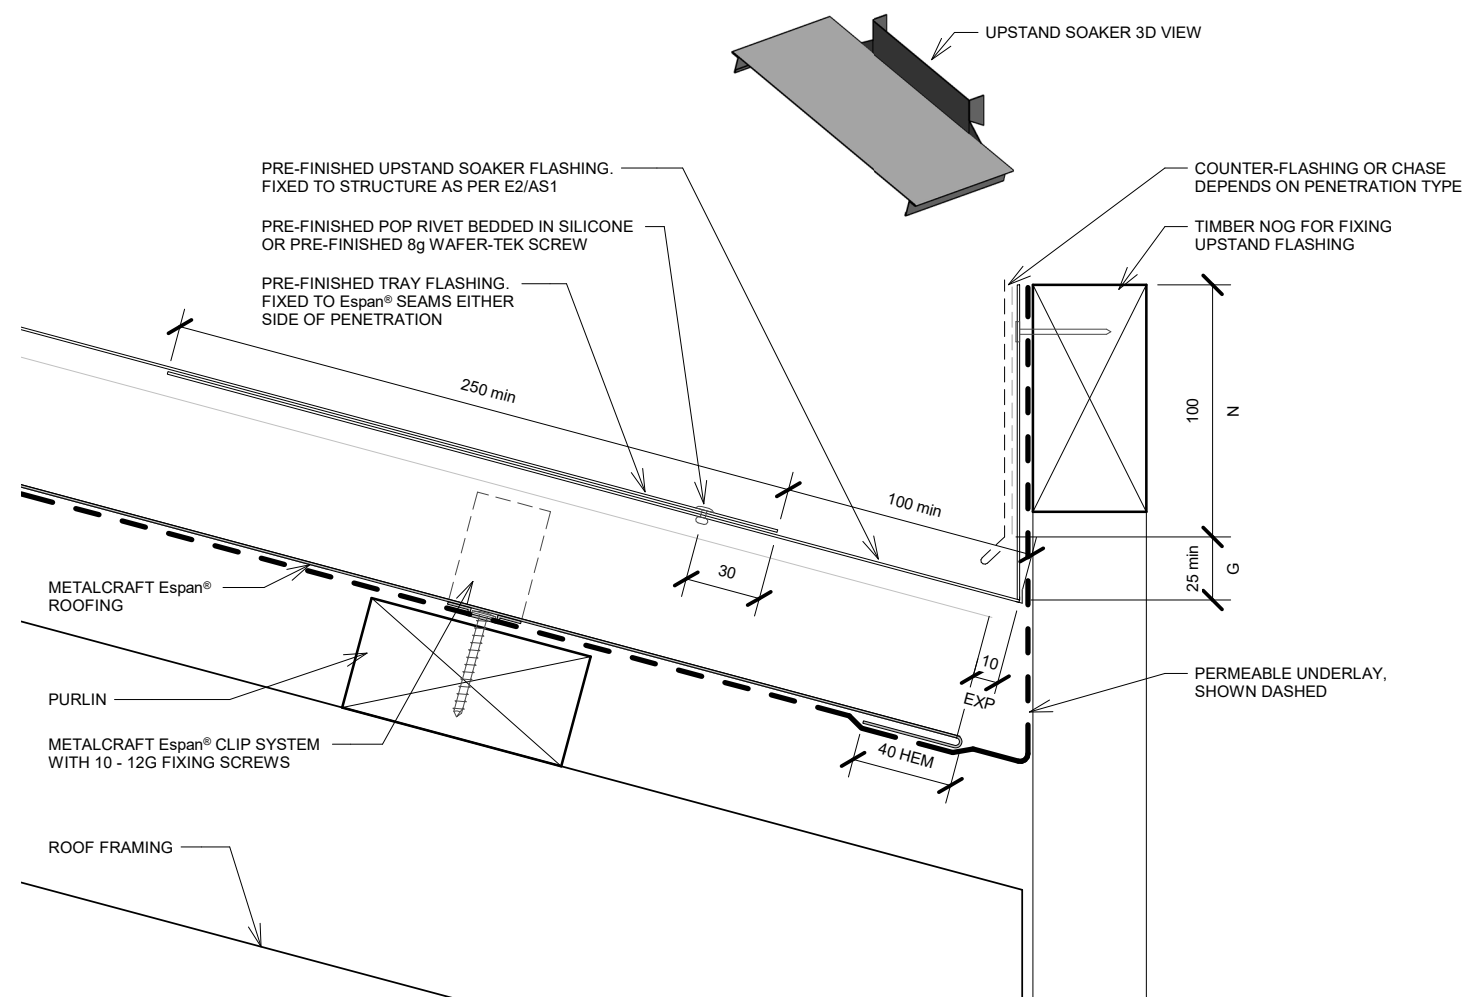 UPSTAND SOAKER 3D VIEW
PRE-FINISHED UPSTAND SOAKER FLASHING.
FIXED TO STRUCTURE AS PER E2/AS1
COUNTER-FLASHING OR CHASE
DEPENDS ON PENETRATION TYPE
PRE-FINISHED POP RIVET BEDDED IN SILICONE
OR PRE-FINISHED 8g WAFER-TEK SCREW
TIMBER NOG FOR FIXING
UPSTAND FLASHING
PRE-FINISHED TRAY FLASHING.
FIXED TO Espan® SEAMS EITHER
SIDE OF PENETRATION
250 min
100 min
100
N
25 min
G
30
METALCRAFT Espan®
ROOFING
10
EXP
PERMEABLE UNDERLAY,
SHOWN DASHED
PURLIN
METALCRAFT Espan® CLIP SYSTEM
WITH 10 - 12G FIXING SCREWS
40 HEM
ROOF FRAMING